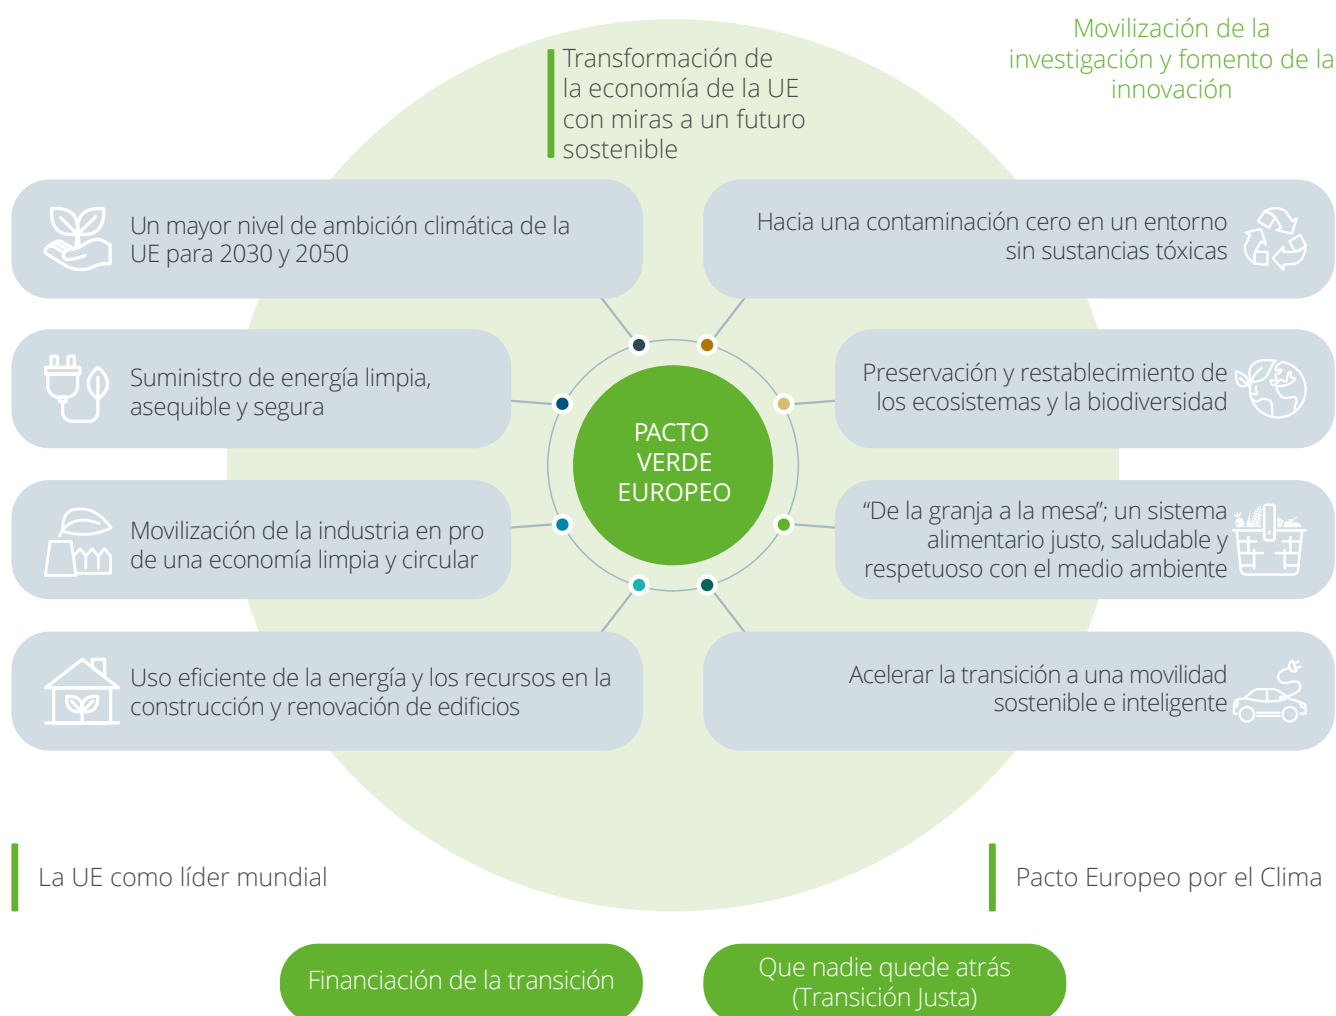 Movilización de la
investigación y fomento de la
innovación
Transformación de
la economía de la UE
con miras a un futuro
sostenible
Un mayor nivel de ambición climática de la
UE para 2030 y 2050
Hacia una contaminación cero en un entorno
sin sustancias tóxicas
Suministro de energía limpia,
asequible y segura
Preservación y restablecimiento de
los ecosistemas y la biodiversidad
PACTO
VERDE
EUROPEO
Movilización de la industria en pro
de una economía limpia y circular
“De la granja a la mesa”; un sistema
alimentario justo, saludable y
respetuoso con el medio ambiente
Uso eficiente de la energía y los recursos en la
construcción y renovación de edificios
Acelerar la transición a una movilidad
sostenible e inteligente
La UE como líder mundial
Pacto Europeo por el Clima
Financiación de la transición
Que nadie quede atrás
(Transición Justa)